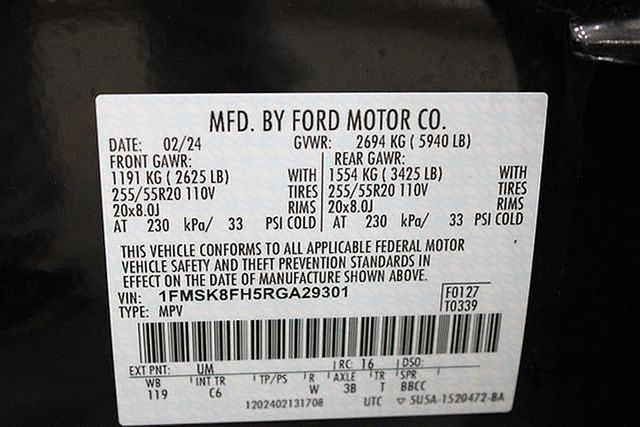 MFD. BY FORD MOTOR CO.
DATE: 02/24 GVWR: 2694 KG ( 5940 LB)
FRONT GAWR: REAR GAWR:
1191 KG ( 2625 LB) WITH 1554 KG ( 3425 LB) WITH
255/55R20 110V TIRES 255/55R20 110V TIRES
20x8.0J RIMS 20x8.0J RIMS
AT 230 kPa/ 33 PSI COLD AT 230 kPa/ 33 PSI COLD
THIS VEHICLE CONFORMS TO ALL APPLICABLE FEDERAL MOTOR
VEHICLE SAFETY AND THEFT PREVENTION STANDARDS IN
EFFECT ON THE DATE OF MANUFACTURE SHOWN ABOVE.
VIN: 1FMSK8FH5RGA29301 F0127
TYPE: MPV T0339
EXT PNT: UM RC: 16 DSO:
WB INT TR TP/PS R AXLE TR SPR
119 C6 W 3B T BBCC
1202402131708 UTC ▽ 5U5A-1520472-BA